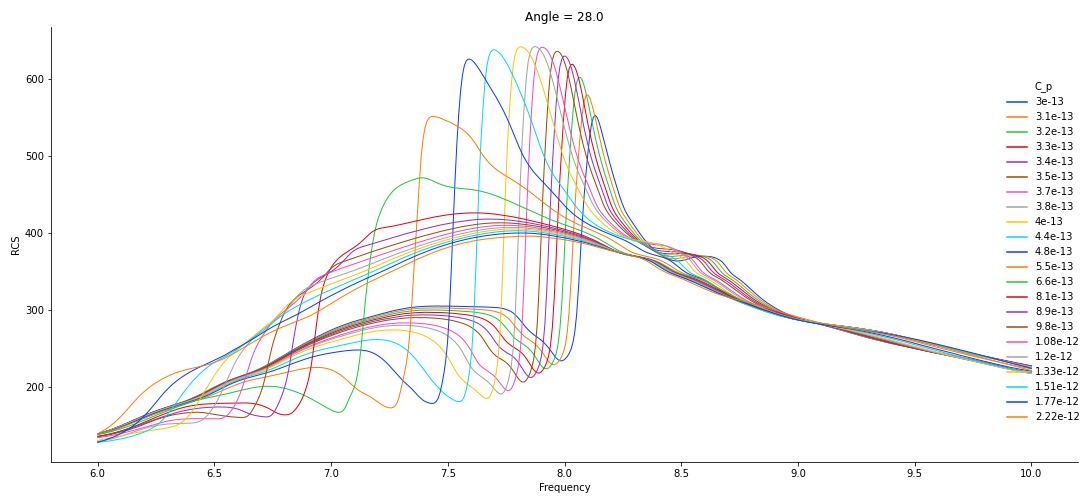 Angle = 28.0
RCS
600
500
400
300
200
6.0 6.5 7.0 7.5 8.0 8.5 9.0 9.5 10.0
Frequency
C_p
3e-13
3.1e-13
3.2e-13
3.3e-13
3.4e-13
3.5e-13
3.7e-13
3.8e-13
4e-13
4.4e-13
4.8e-13
5.5e-13
6.6e-13
8.1e-13
8.9e-13
9.8e-13
1.08e-12
1.2e-12
1.33e-12
1.51e-12
1.77e-12
2.22e-12